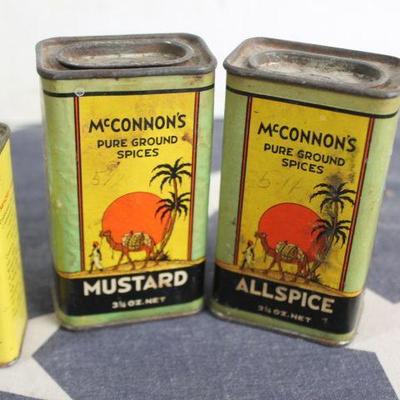 McCONNON'S
PURE GROUND
SPICES
MUSTARD
3¼ OZ. NET
McCONNON'S
PURE GROUND
SPICES
ALLSPICE
3¼ OZ. NET